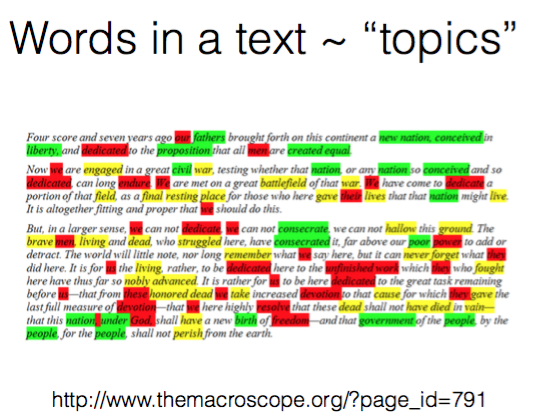 Words in a text ~ “topics”
Four score and seven years ago our fathers brought forth on this continent a new nation, conceived in
liberty, and dedicated to the proposition that all men are created equal.
Now we are engaged in a great civil war, testing whether that nation, or any nation so conceived and so
dedicated, can long endure. We are met on a great battlefield of that war. We have come to dedicate a
portion of that field, as a final resting place for those who here gave their lives that that nation might live.
It is altogether fitting and proper that we should do this.
But, in a larger sense, we can not dedicate, we can not consecrate, we can not hallow this ground. The
brave men, living and dead, who struggled here, have consecrated it, far above our poor power to add or
detract. The world will little note, nor long remember what we say here, but it can never forget what they
did here. It is for us the living, rather, to be dedicated here to the unfinished work which they who fought
here have thus far so nobly advanced. It is rather for us to be here dedicated to the great task remaining
before us—that from these honored dead we take increased devotion to that cause for which they gave the
last full measure of devotion—that we here highly resolve that these dead shall not have died in vain—
that this nation, under God, shall have a new birth of freedom—and that government of the people, by the
people, for the people, shall not perish from the earth.
http://www.themacroscope.org/?page_id=791